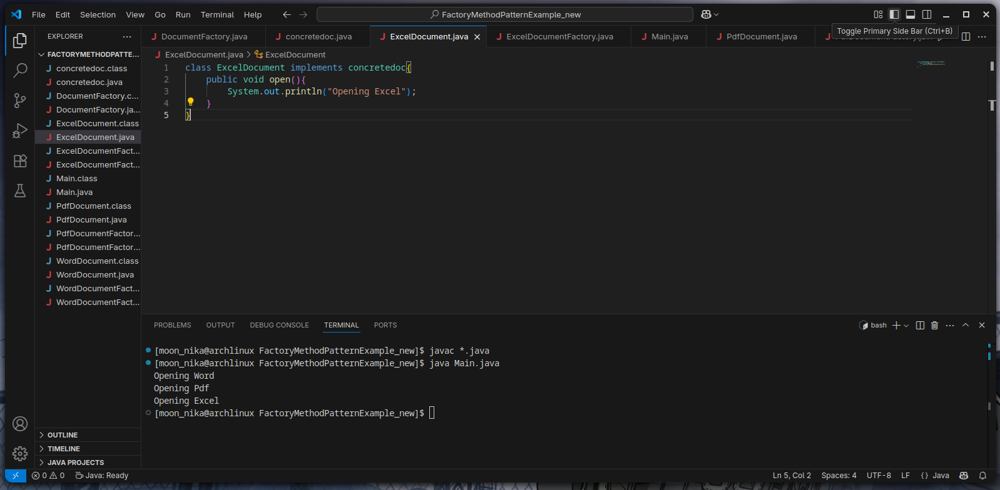 File Edit Selection View Go Run Terminal Help
FactoryMethodPatternExample_new
EXPLORER
DocumentFactory.java
concretedoc.java
ExcelDocument.java
ExcelDocumentFactory.java
Main.java
PdfDocument.java
Toggle Primary Side Bar (Ctrl+B)
FACTORYMETHODPATTE...
concretedoc.class
concretedoc.java
DocumentFactory.c...
DocumentFactory.ja...
ExcelDocument.class
ExcelDocument.java
ExcelDocumentFact...
ExcelDocumentFact...
Main.class
Main.java
PdfDocument.class
PdfDocument.java
PdfDocumentFactor...
PdfDocumentFactor...
WordDocument.class
WordDocument.java
WordDocumentFact...
WordDocumentFact...
OUTLINE
TIMELINE
JAVA PROJECTS
ExcelDocument.java > ExcelDocument
1 class ExcelDocument implements concretedoc{
2 public void open(){
3 System.out.println("Opening Excel");
4 }
5 }
PROBLEMS OUTPUT DEBUG CONSOLE TERMINAL PORTS
bash
[moon_nika@archlinux FactoryMethodPatternExample_new]$ javac *.java
[moon_nika@archlinux FactoryMethodPatternExample_new]$ java Main.java
Opening Word
Opening Pdf
Opening Excel
[moon_nika@archlinux FactoryMethodPatternExample_new]$
0 0 Java: Ready
Ln 5, Col 2 Spaces: 4 UTF-8 LF {} Java